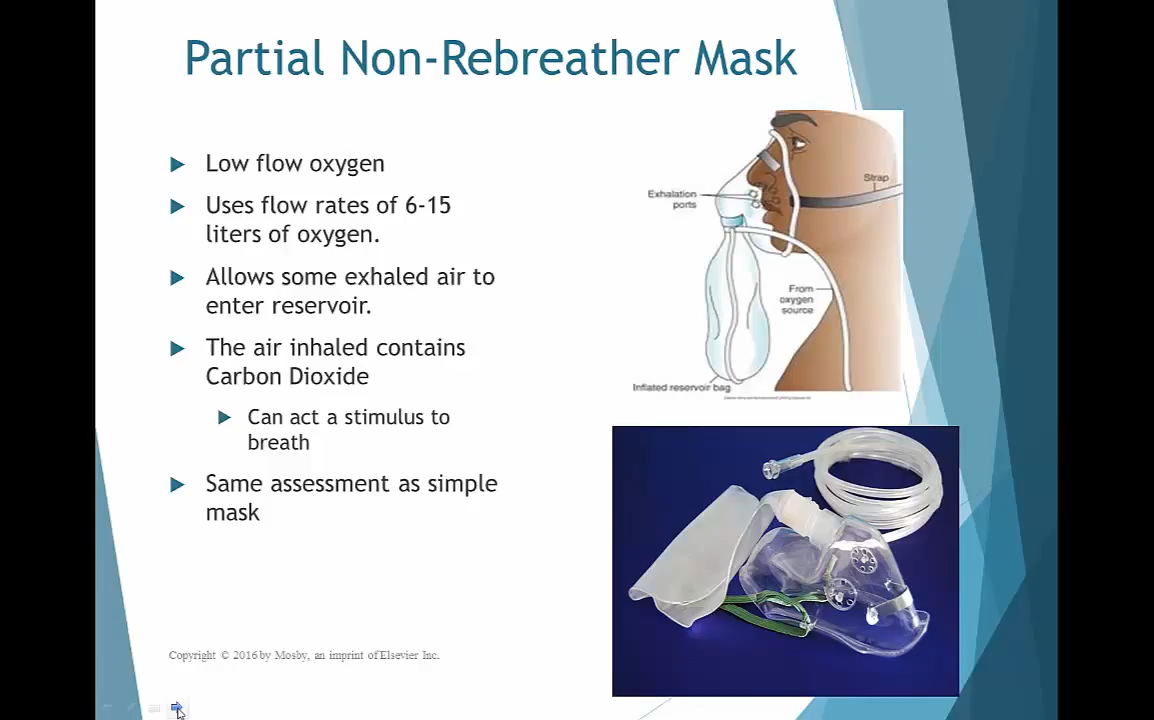 Partial Non-Rebreather Mask
Low flow oxygen
Uses flow rates of 6-15
liters of oxygen.
Allows some exhaled air to
enter reservoir.
The air inhaled contains
Carbon Dioxide
Can act a stimulus to
breath
Same assessment as simple
mask
Exhalation
ports
Strap
From
oxygen
source
Inflated reservoir bag
Copyright © 2016 by Mosby, an imprint of Elsevier Inc.